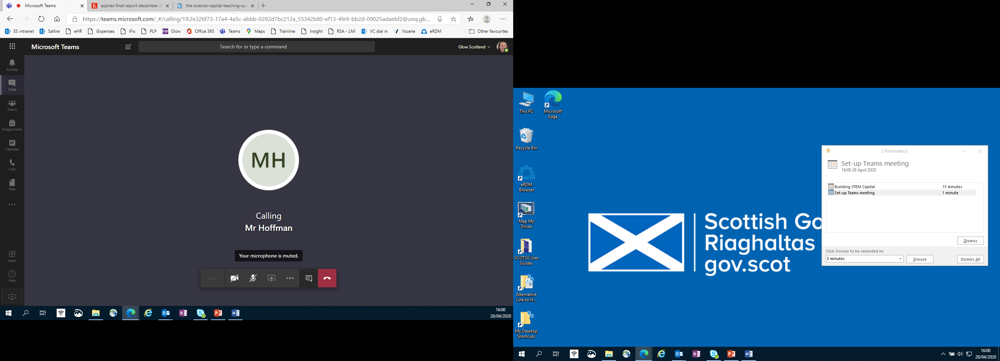 Microsoft Teams
aspires-final-report-december-2
the-science-capital-teaching-app
https://teams.microsoft.com/_#/calling/19:2e326f73-17a4-4a5c-abbb-0292d7bc212a_55342b80-ef13-4fe9-bb2d-09025adaebf2@unq.gb...
ES intranet Saltire eHR iExpenses iFix PLP Glow Office 365 Teams Maps Trainline Insight RSA - LMI VC dial in Vscene eRDM Other favourites
Microsoft Teams
Search for or type a command
Glow Scotland
Activity
Chat
Teams
Assignments
Calendar
Calls
Files
Apps
Help
MH
Calling
Mr Hoffman
Your microphone is muted.
--:--
16:00
28/04/2020
This PC
Microsoft
Edge
Recycle Bin
eRDM
Browser
Map My
Drives
SCOTSX User
Guides
Alternative
Link to H...
My Desktop
Shortcuts
Scottish Go
Riaghaltas
gov.scot
2 Reminder(s)
Set-up Teams meeting
16:00 28 April 2020
Building STEM Capital 15 minutes
Set-up Teams meeting 1 minute
Dismiss
Click Snooze to be reminded in:
5 minutes
Snooze
Dismiss All
16:00
28/04/2020